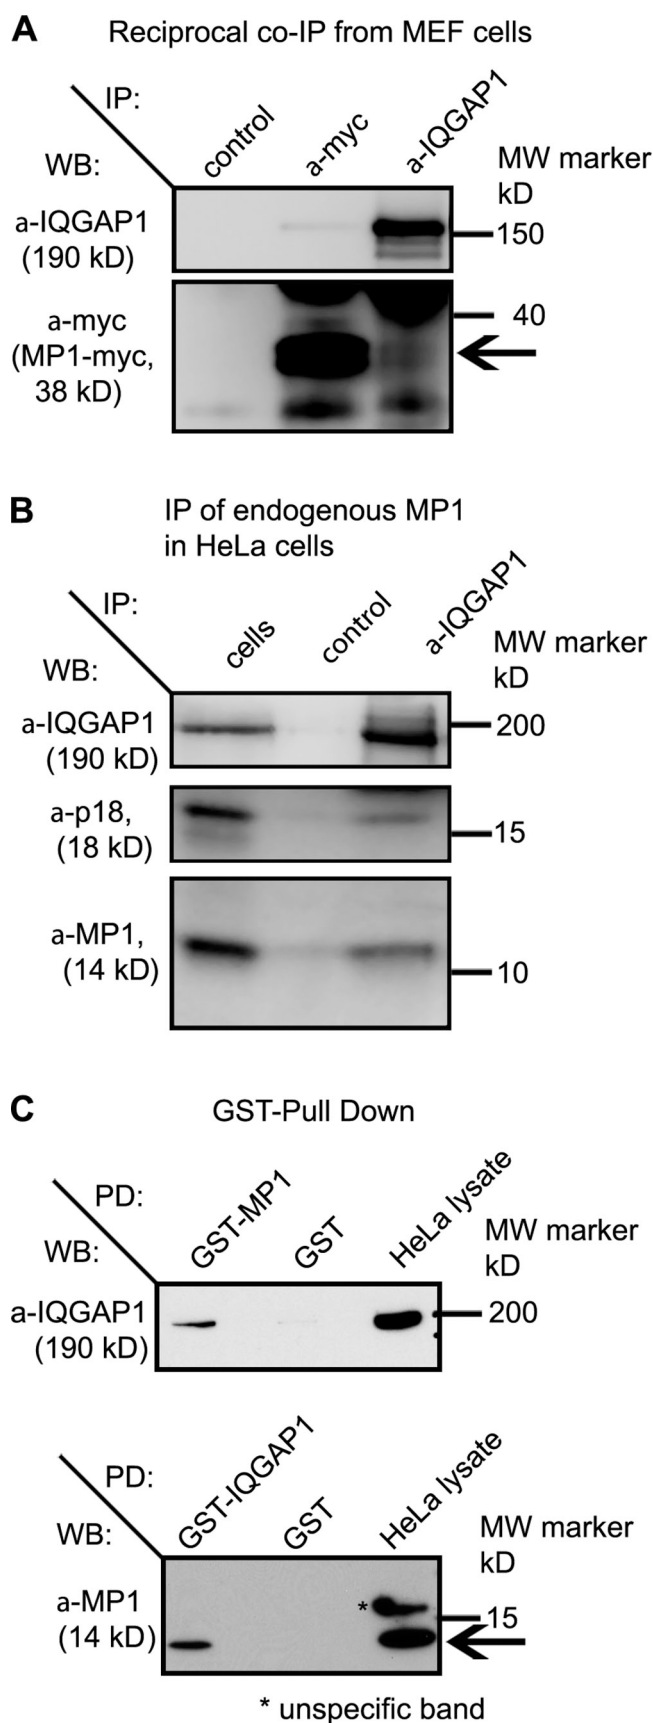 A
Reciprocal co-IP from MEF cells
IP:
control
a-myc
a-IQGAP1
WB:
MW marker
kD
a-IQGAP1
(190 kD)
150
a-myc
(MP1-myc,
38 kD)
40
B
IP of endogenous MP1
in HeLa cells
IP:
cells
control
a-IQGAP1
WB:
MW marker
kD
a-IQGAP1
(190 kD)
200
a-p18,
(18 kD)
15
a-MP1,
(14 kD)
10
C
GST-Pull Down
PD:
GST-MP1
GST
HeLa lysate
WB:
MW marker
kD
a-IQGAP1
(190 kD)
200
PD:
GST-IQGAP1
GST
HeLa lysate
WB:
MW marker
kD
a-MP1
(14 kD)
*
15
* unspecific band